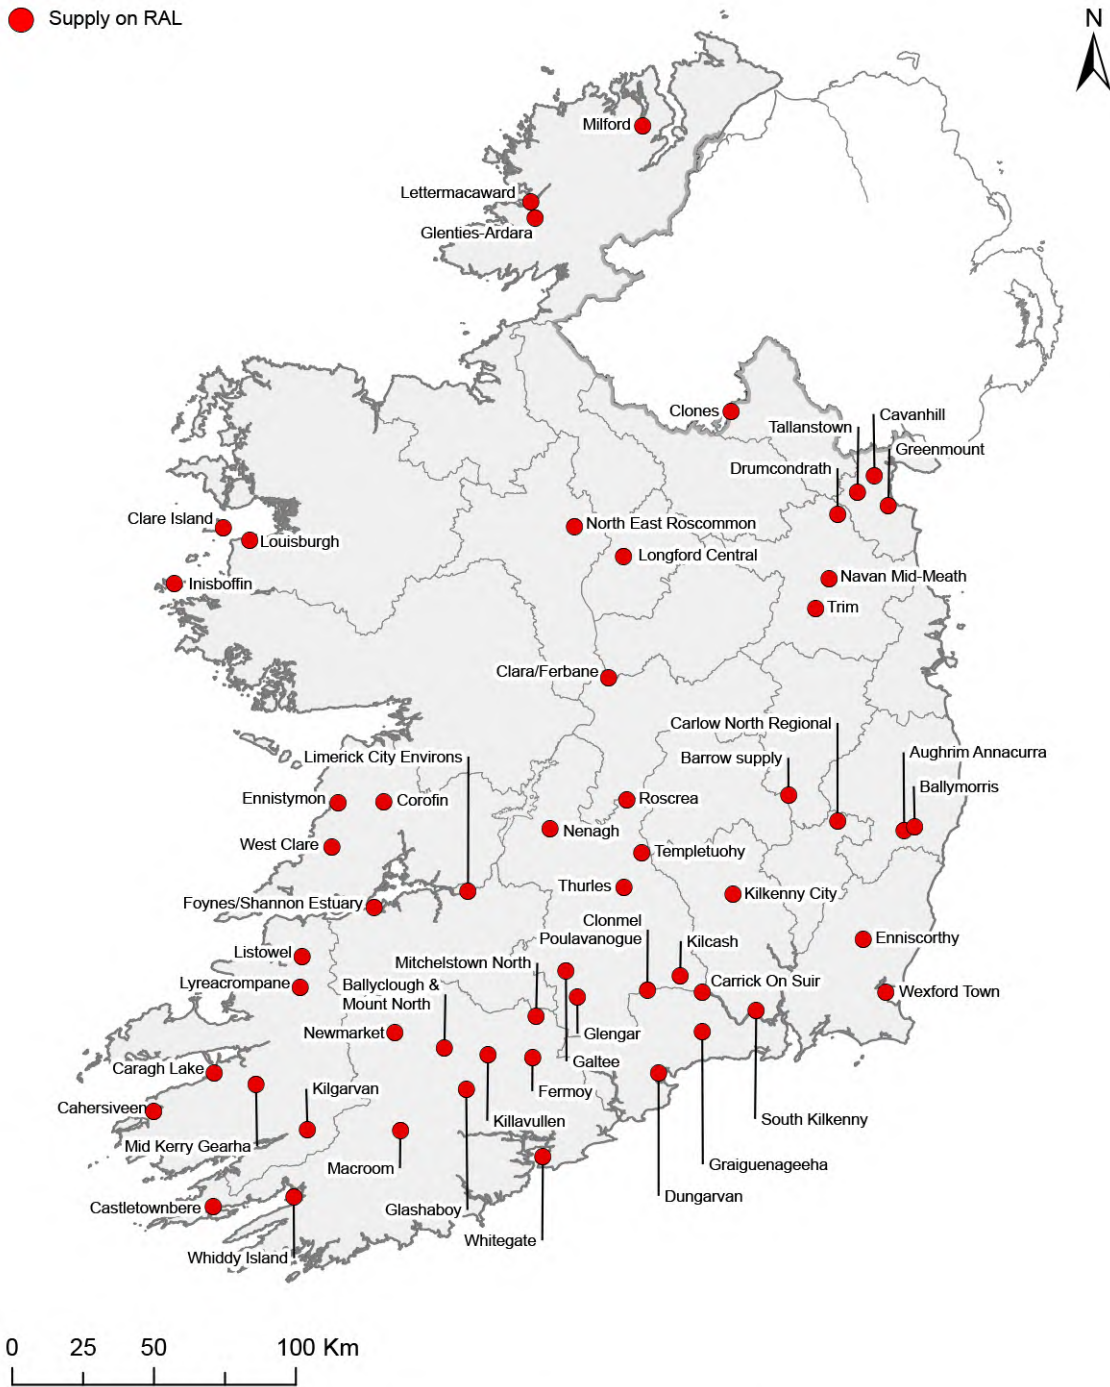 Supply on RAL
N
Milford
Lettermacaward
Glenties-Ardara
Clones
Cavanhill
Tallanstown
Greenmount
Drumcondrath
Clare Island
North East Roscommon
Louisburgh
Longford Central
Inisboffin
Navan Mid-Meath
Trim
Clara/Ferbane
Carlow North Regional
Limerick City Environs
Barrow supply
Aughrim Annacurra
Ballymorris
Ennistymon
Corofin
Roscrea
Nenagh
West Clare
Templetuohy
Thurles
Kilkenny City
Foynes/Shannon Estuary
Clonmel
Poulavanogue
Kilcash
Enniscorthy
Listowel
Mitchelstown North
Lyreacrompane
Ballyclough &
Mount North
Carrick On Suir
Wexford Town
Newmarket
Glengar
Galtee
Caragh Lake
Kilgarvan
Fermoy
Cahersiveen
Killavullen
South Kilkenny
Mid Kerry Gearha
Macroom
Graiguenageeha
Dungarvan
Castletownbere
Glashaboy
Whitegate
Whiddy Island
0 25 50 100 Km